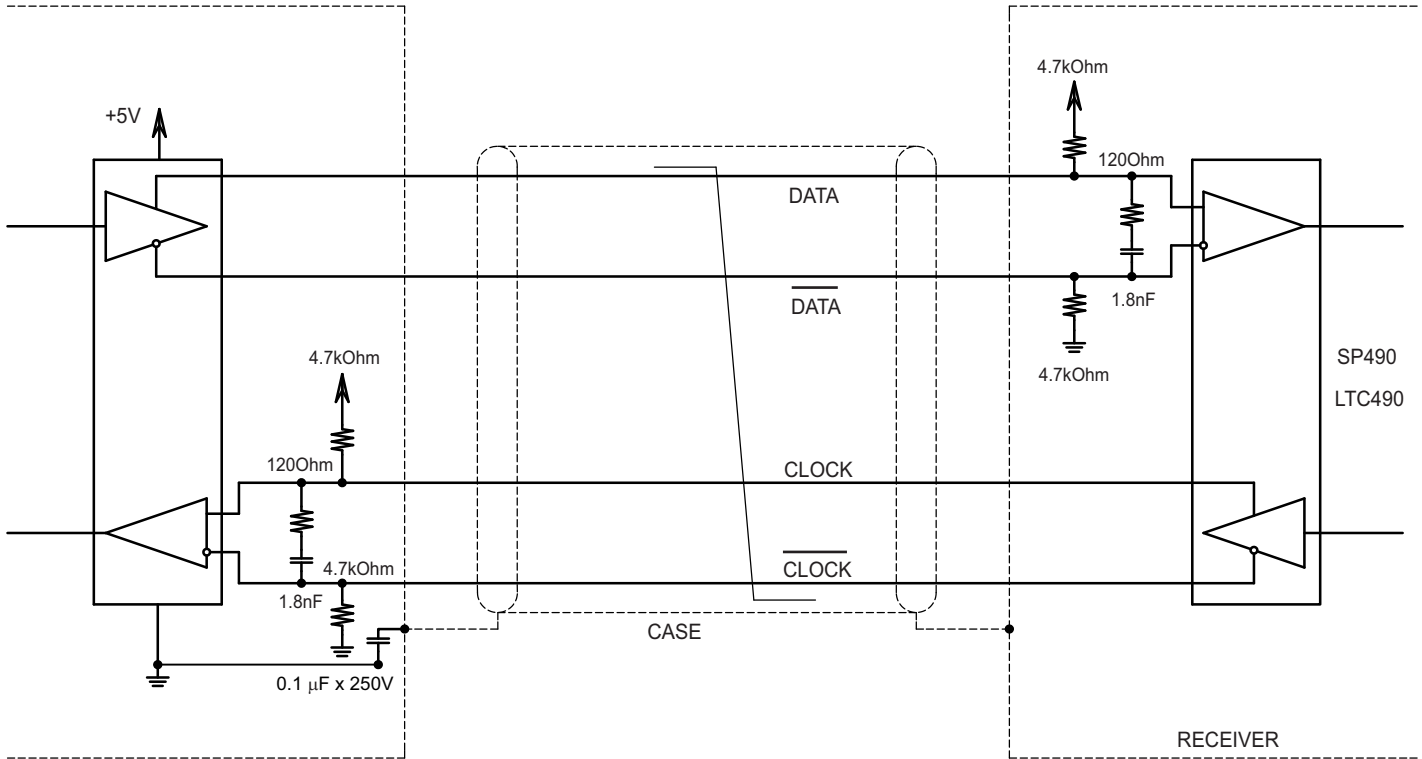 4.7kOhm
+5V
120Ohm
DATA
DATA
1.8nF
4.7kOhm
SP490
LTC490
4.7kOhm
120Ohm
CLOCK
4.7kOhm
CLOCK
1.8nF
CASE
0.1 μF x 250V
RECEIVER